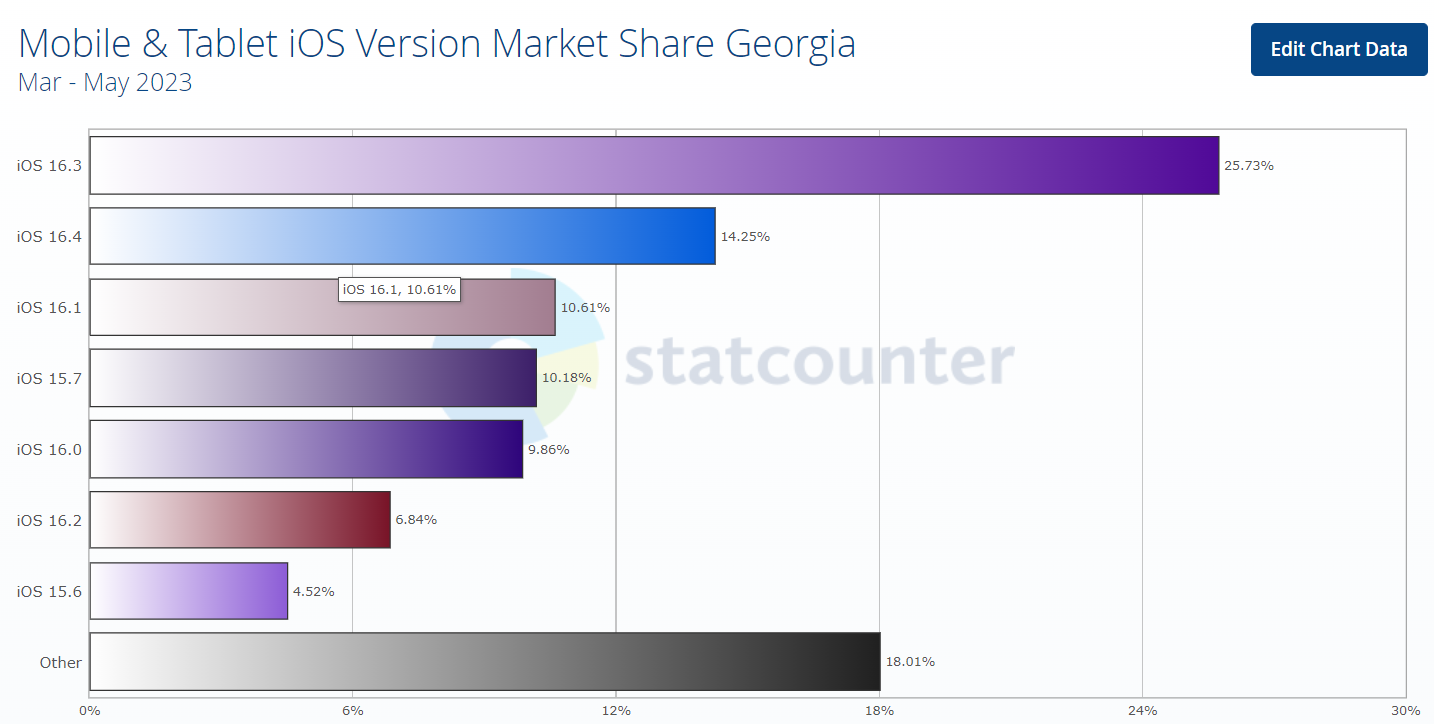 Mobile & Tablet iOS Version Market Share Georgia
Mar - May 2023
Edit Chart Data
iOS 16.3
25.73%
iOS 16.4
14.25%
iOS 16.1
iOS 16.1, 10.61%
10.61%
statcounter
iOS 15.7
10.18%
iOS 16.0
9.86%
iOS 16.2
6.84%
iOS 15.6
4.52%
Other
18.01%
0% 6% 12% 18% 24% 30%